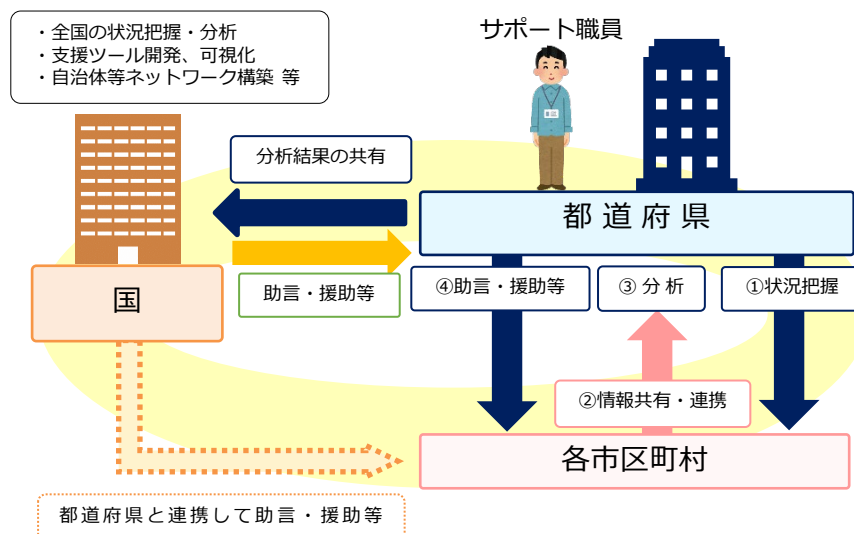 ・全国の状況把握・分析
・支援ツール開発、可視化
・自治体等ネットワーク構築 等
サポート職員
分析結果の共有
都道府県
国
助言・援助等
④助言・援助等
③分析
①状況把握
②情報共有・連携
各市区町村
都道府県と連携して助言・援助等